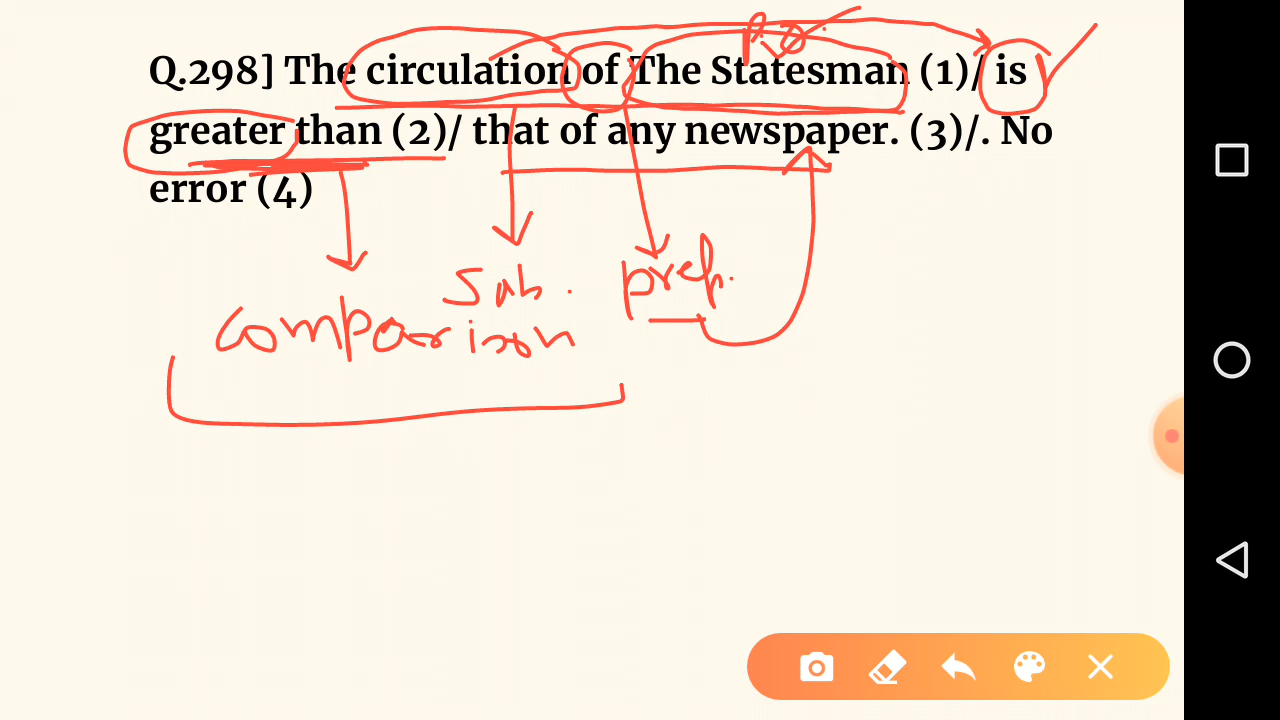 P.O.
Q.298] The circulation of The Statesman (1)/ is
greater than (2)/ that of any newspaper. (3)/. No
error (4)
Sub. prep.
comparison